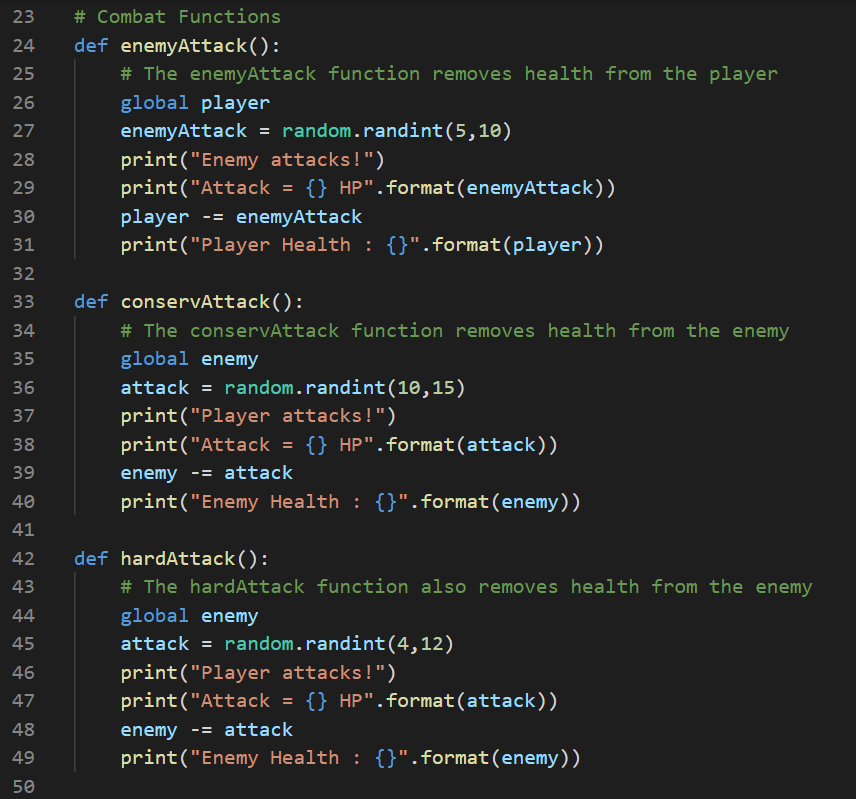 23 # Combat Functions
24 def enemyAttack():
25     # The enemyAttack function removes health from the player
26     global player
27     enemyAttack = random.randint(5,10)
28     print("Enemy attacks!")
29     print("Attack = {} HP".format(enemyAttack))
30     player -= enemyAttack
31     print("Player Health : {}".format(player))
32
33 def conservAttack():
34     # The conservAttack function removes health from the enemy
35     global enemy
36     attack = random.randint(10,15)
37     print("Player attacks!")
38     print("Attack = {} HP".format(attack))
39     enemy -= attack
40     print("Enemy Health : {}".format(enemy))
41
42 def hardAttack():
43     # The hardAttack function also removes health from the enemy
44     global enemy
45     attack = random.randint(4,12)
46     print("Player attacks!")
47     print("Attack = {} HP".format(attack))
48     enemy -= attack
49     print("Enemy Health : {}".format(enemy))
50